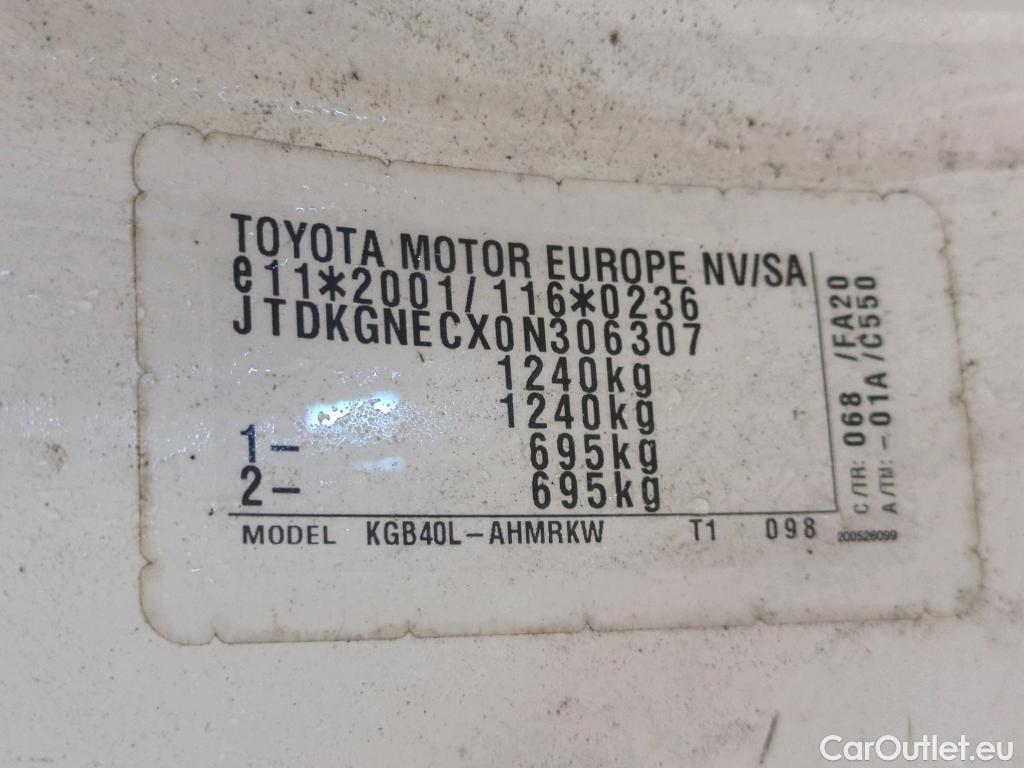 TOYOTA MOTOR EUROPE NV/SA
e11*2001/116*0236
JTDKGNECX0N306307
1240kg
1240kg
1- 695kg
2- 695kg
MODEL KGB40L-AHMRKW T1 098
C/TR: 068 /FA20
A/TM: -01A/C550
200526099
CarOutlet.eu